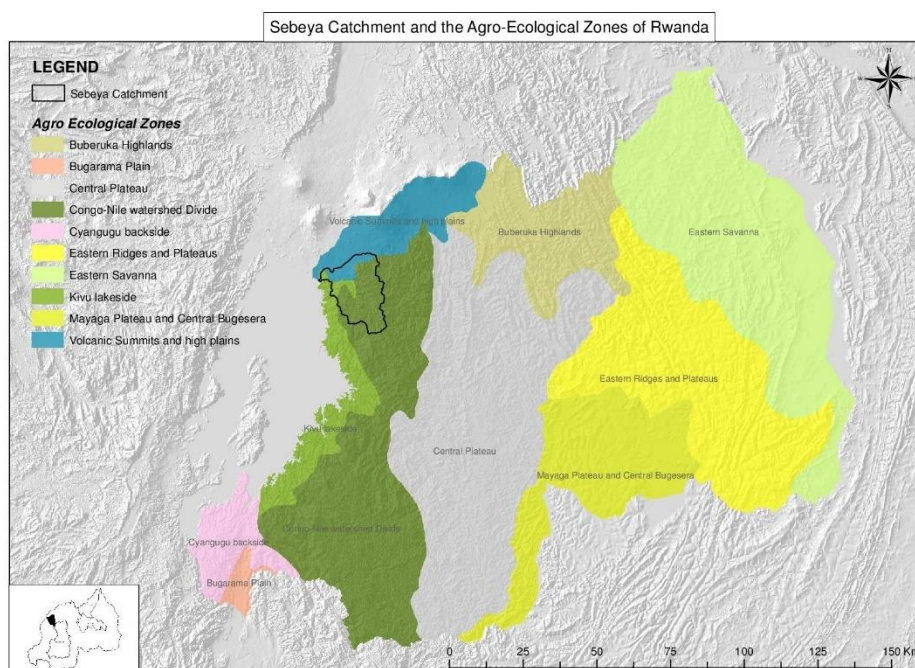 Sebeya Catchment and the Agro-Ecological Zones of Rwanda
LEGEND
Sebeya Catchment
Agro Ecological Zones
Buberuka Highlands
Bugarama Plain
Central Plateau
Congo-Nile watershed Divide
Cyangugu backside
Eastern Ridges and Plateaus
Eastern Savanna
Kivu lakeside
Mayaga Plateau and Central Bugesera
Volcanic Summits and high plains
Volcanic Summits and high plains
Buberuka Highlands
Eastern Savanna
Eastern Ridges and Plateaus
Kivu lakeside
Central Plateau
Mayaga Plateau and Central Bugesera
Congo-Nile watershed Divide
Cyangugu backside
Bugarama Plain
0 25 50 75 100 125 150 Km